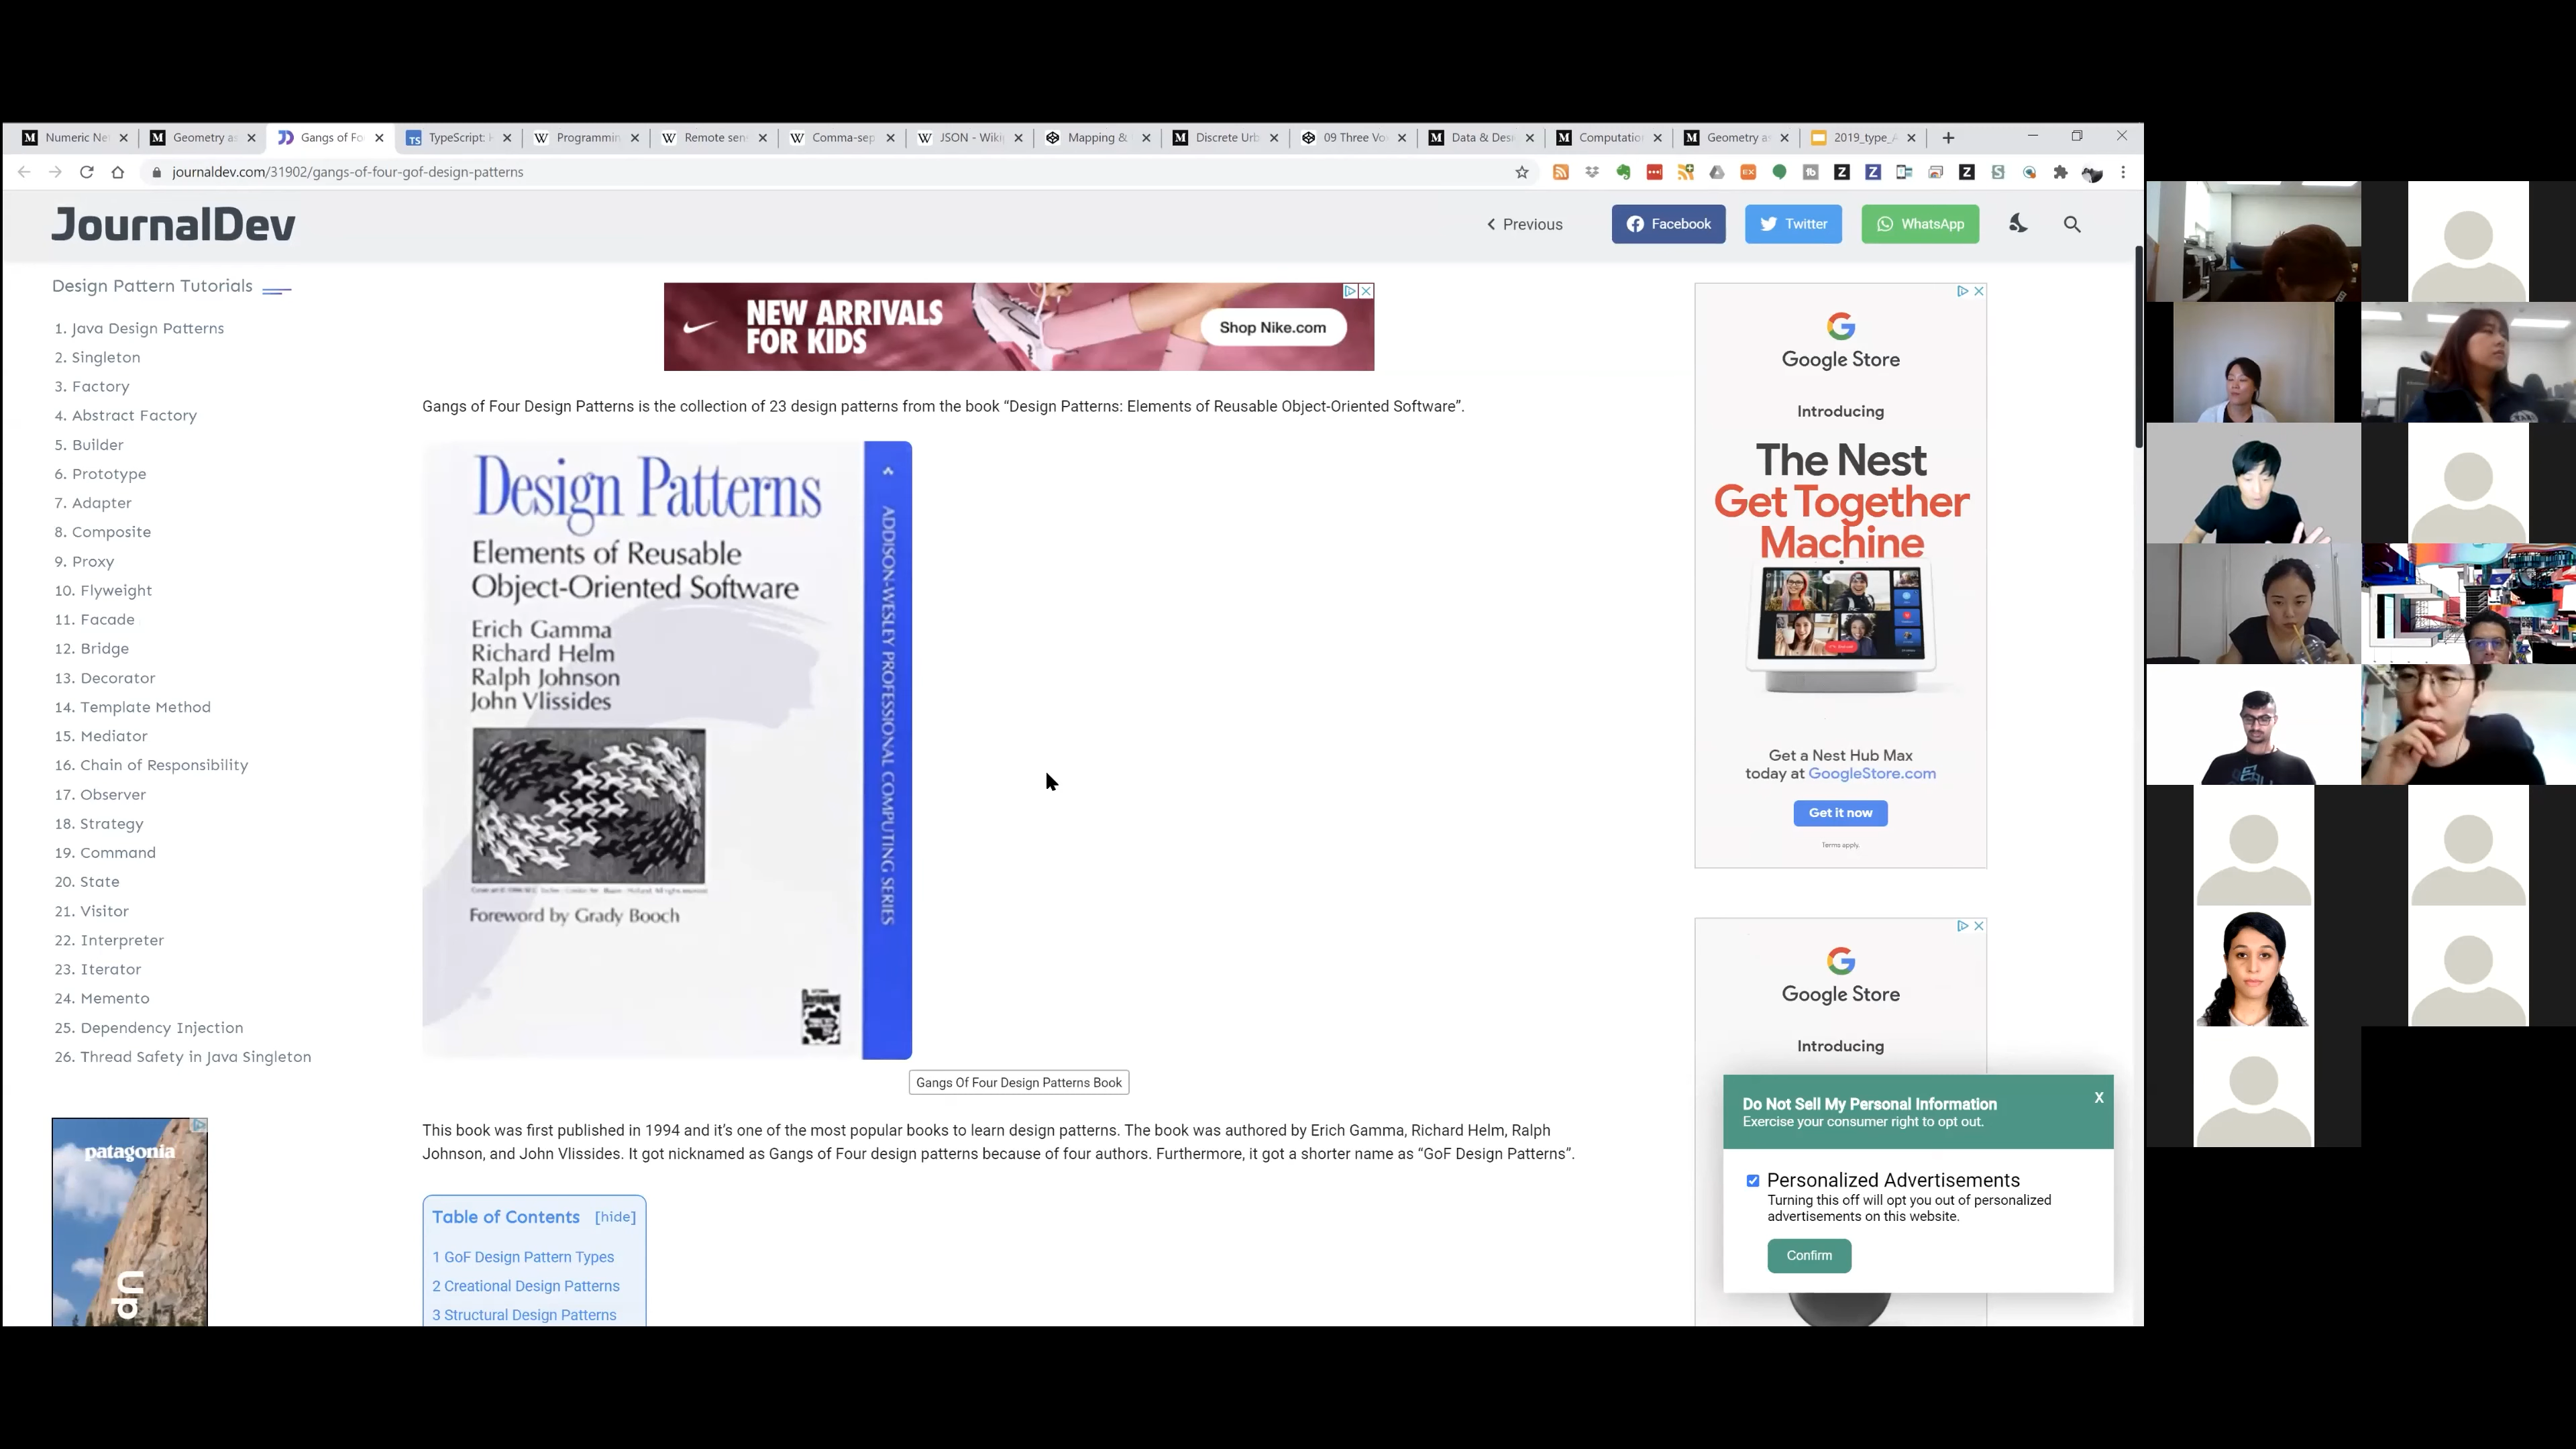 Numeric Ne
Geometry a
Gangs of Fo
TypeScript:
Programmin
Remote sen
Comma-sep
JSON - Wiki
Mapping &
Discrete Urb
09 Three Vo
Data & Desi
Computatio
Geometry a
2019_type_
journaldev.com/31902/gangs-of-four-gof-design-patterns
JournalDev
Previous
Facebook
Twitter
WhatsApp
Design Pattern Tutorials
1. Java Design Patterns
2. Singleton
3. Factory
4. Abstract Factory
5. Builder
6. Prototype
7. Adapter
8. Composite
9. Proxy
10. Flyweight
11. Facade
12. Bridge
13. Decorator
14. Template Method
15. Mediator
16. Chain of Responsibility
17. Observer
18. Strategy
19. Command
20. State
21. Visitor
22. Interpreter
23. Iterator
24. Memento
25. Dependency Injection
26. Thread Safety in Java Singleton
patagonia
up
NEW ARRIVALS
FOR KIDS
Shop Nike.com
Gangs of Four Design Patterns is the collection of 23 design patterns from the book “Design Patterns: Elements of Reusable Object-Oriented Software”.
Design Patterns
Elements of Reusable
Object-Oriented Software
Erich Gamma
Richard Helm
Ralph Johnson
John Vlissides
Foreword by Grady Booch
ADDISON-WESLEY PROFESSIONAL COMPUTING SERIES
Gangs Of Four Design Patterns Book
This book was first published in 1994 and it’s one of the most popular books to learn design patterns. The book was authored by Erich Gamma, Richard Helm, Ralph
Johnson, and John Vlissides. It got nicknamed as Gangs of Four design patterns because of four authors. Furthermore, it got a shorter name as “GoF Design Patterns”.
Table of Contents [hide]
1 GoF Design Pattern Types
2 Creational Design Patterns
3 Structural Design Patterns
Google Store
Introducing
The Nest
Get Together
Machine
Get a Nest Hub Max
today at GoogleStore.com
Get it now
Terms apply.
Google Store
Introducing
Do Not Sell My Personal Information
X
Exercise your consumer right to opt out.
Personalized Advertisements
Turning this off will opt you out of personalized
advertisements on this website.
Confirm